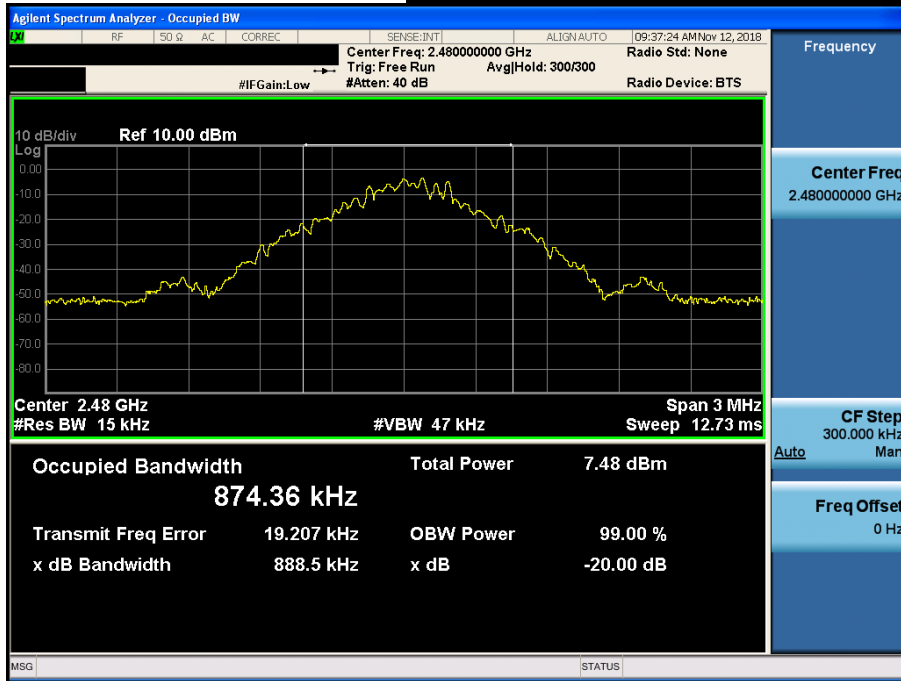 Agilent Spectrum Analyzer - Occupied BW
LXI RF 50 Ω AC CORREC SENSE:INT ALIGN AUTO 09:37:24 AM Nov 12, 2018
Center Freq: 2.480000000 GHz Radio Std: None
Trig: Free Run Avg|Hold: 300/300
#IFGain:Low #Atten: 40 dB Radio Device: BTS
10 dB/div Ref 10.00 dBm
Log
0.00
-10.0
-20.0
-30.0
-40.0
-50.0
-60.0
-70.0
-80.0
Center 2.48 GHz Span 3 MHz
#Res BW 15 kHz #VBW 47 kHz Sweep 12.73 ms
Occupied Bandwidth Total Power 7.48 dBm
874.36 kHz
Transmit Freq Error 19.207 kHz OBW Power 99.00 %
x dB Bandwidth 888.5 kHz x dB -20.00 dB
MSG STATUS
Frequency
Center Freq
2.480000000 GHz
CF Step
300.000 kHz
Auto Man
Freq Offset
0 Hz